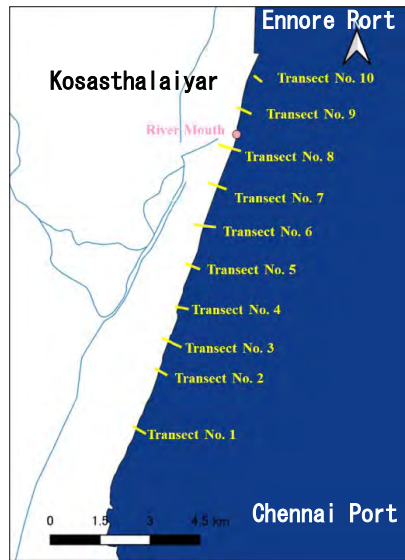 Ennore Rort
Kosasthalaiyar
Transect No. 10
Transect No. 9
River Mouth
Transect No. 8
Transect No. 7
Transect No. 6
Transect No. 5
Transect No. 4
Transect No. 3
Transect No. 2
Transect No. 1
Chennai Port
0 1.5 3 4.5 km